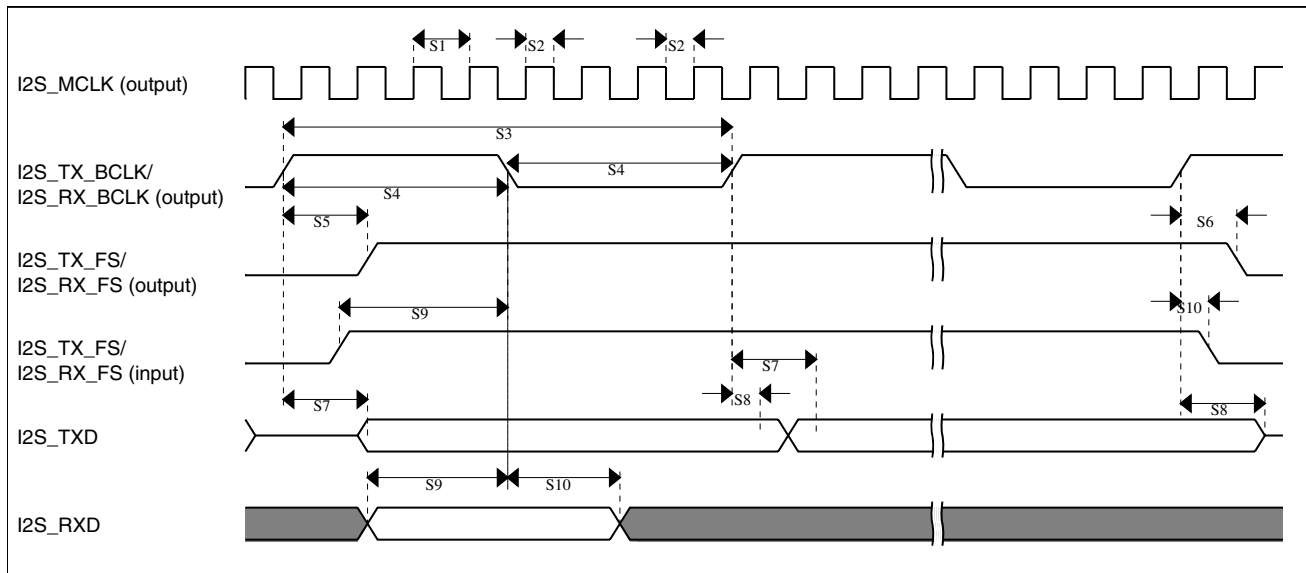 S1
S2
S2
I2S_MCLK (output)
S3
I2S_TX_BCLK/
I2S_RX_BCLK (output)
S4
S4
S5
S6
I2S_TX_FS/
I2S_RX_FS (output)
S9
S10
I2S_TX_FS/
I2S_RX_FS (input)
S7
S8
S7
S8
I2S_TXD
S9
S10
I2S_RXD